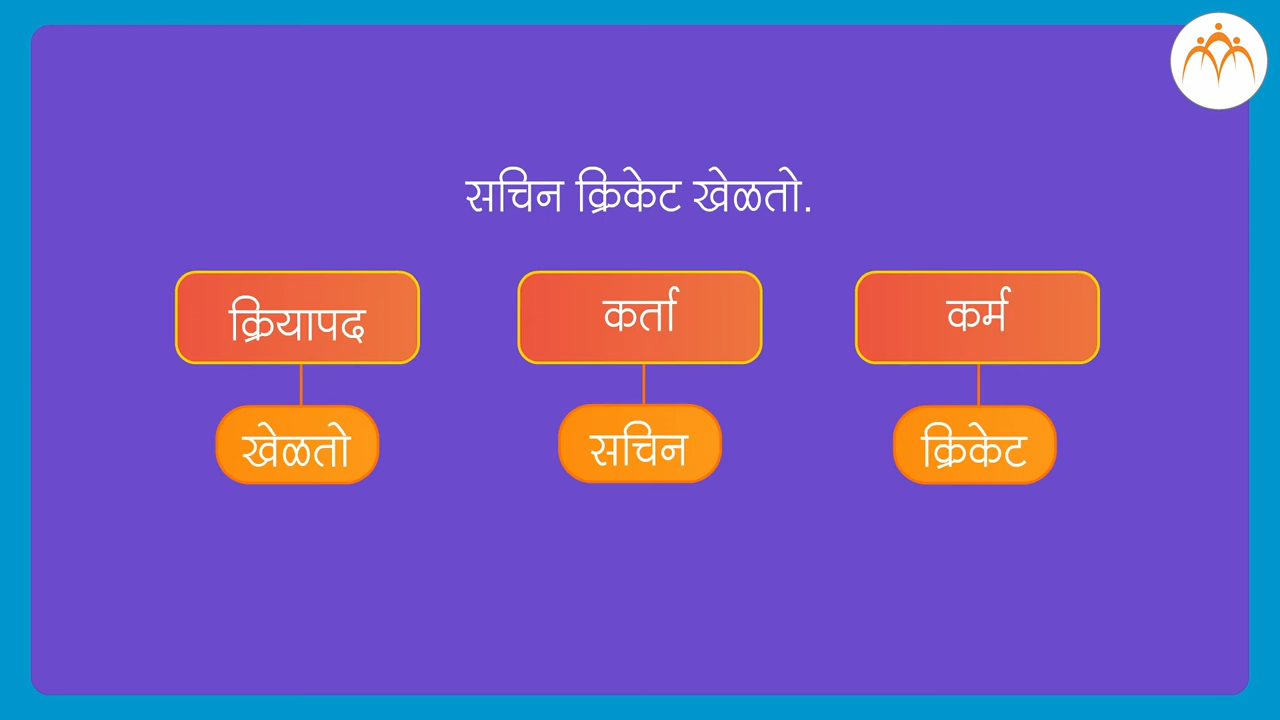 सचिन क्रिकेट खेळतो.
क्रियापद
कर्ता
कर्म
खेळतो
सचिन
क्रिकेट